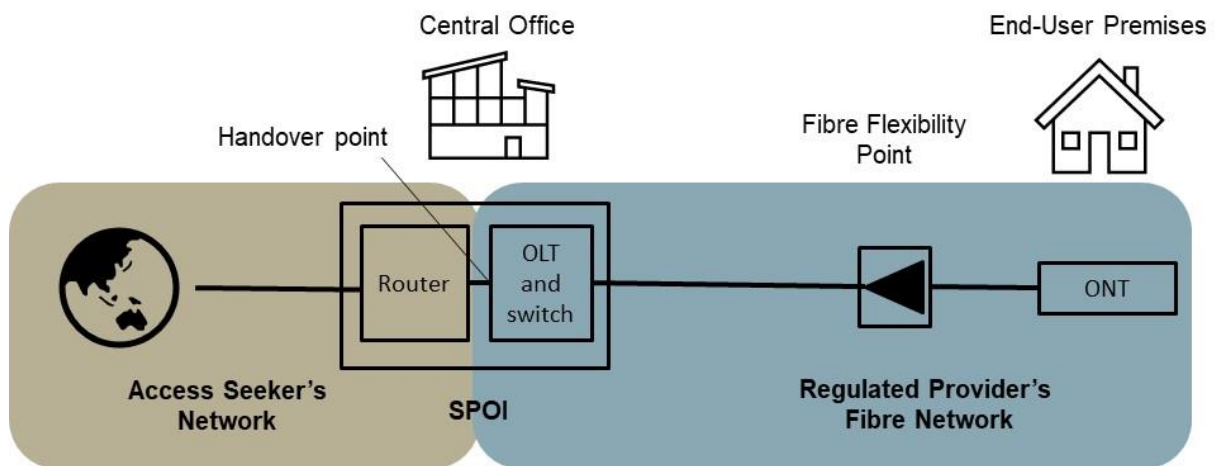 Central Office
End-User Premises
Handover point
Fibre Flexibility
Point
Router
OLT
and
switch
ONT
Access Seeker's
Network
SPOI
Regulated Provider's
Fibre Network